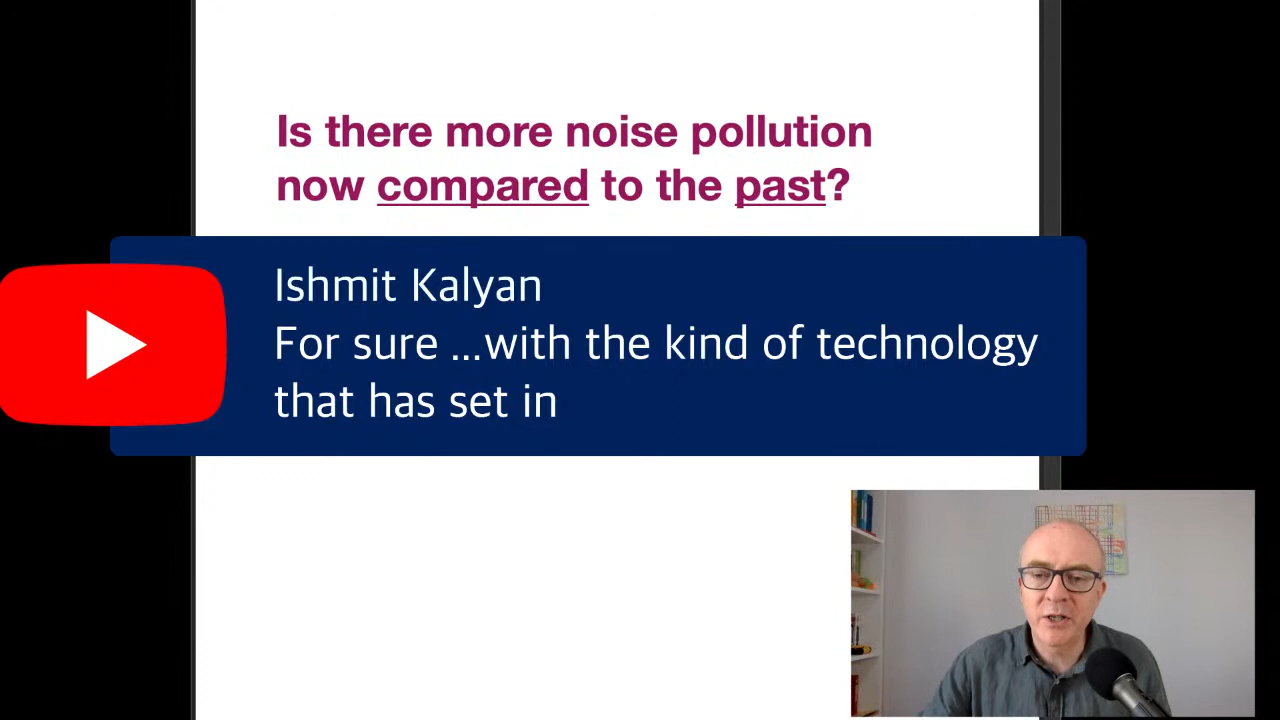 Is there more noise pollution
now compared to the past?
Ishmit Kalyan
For sure ...with the kind of technology
that has set in